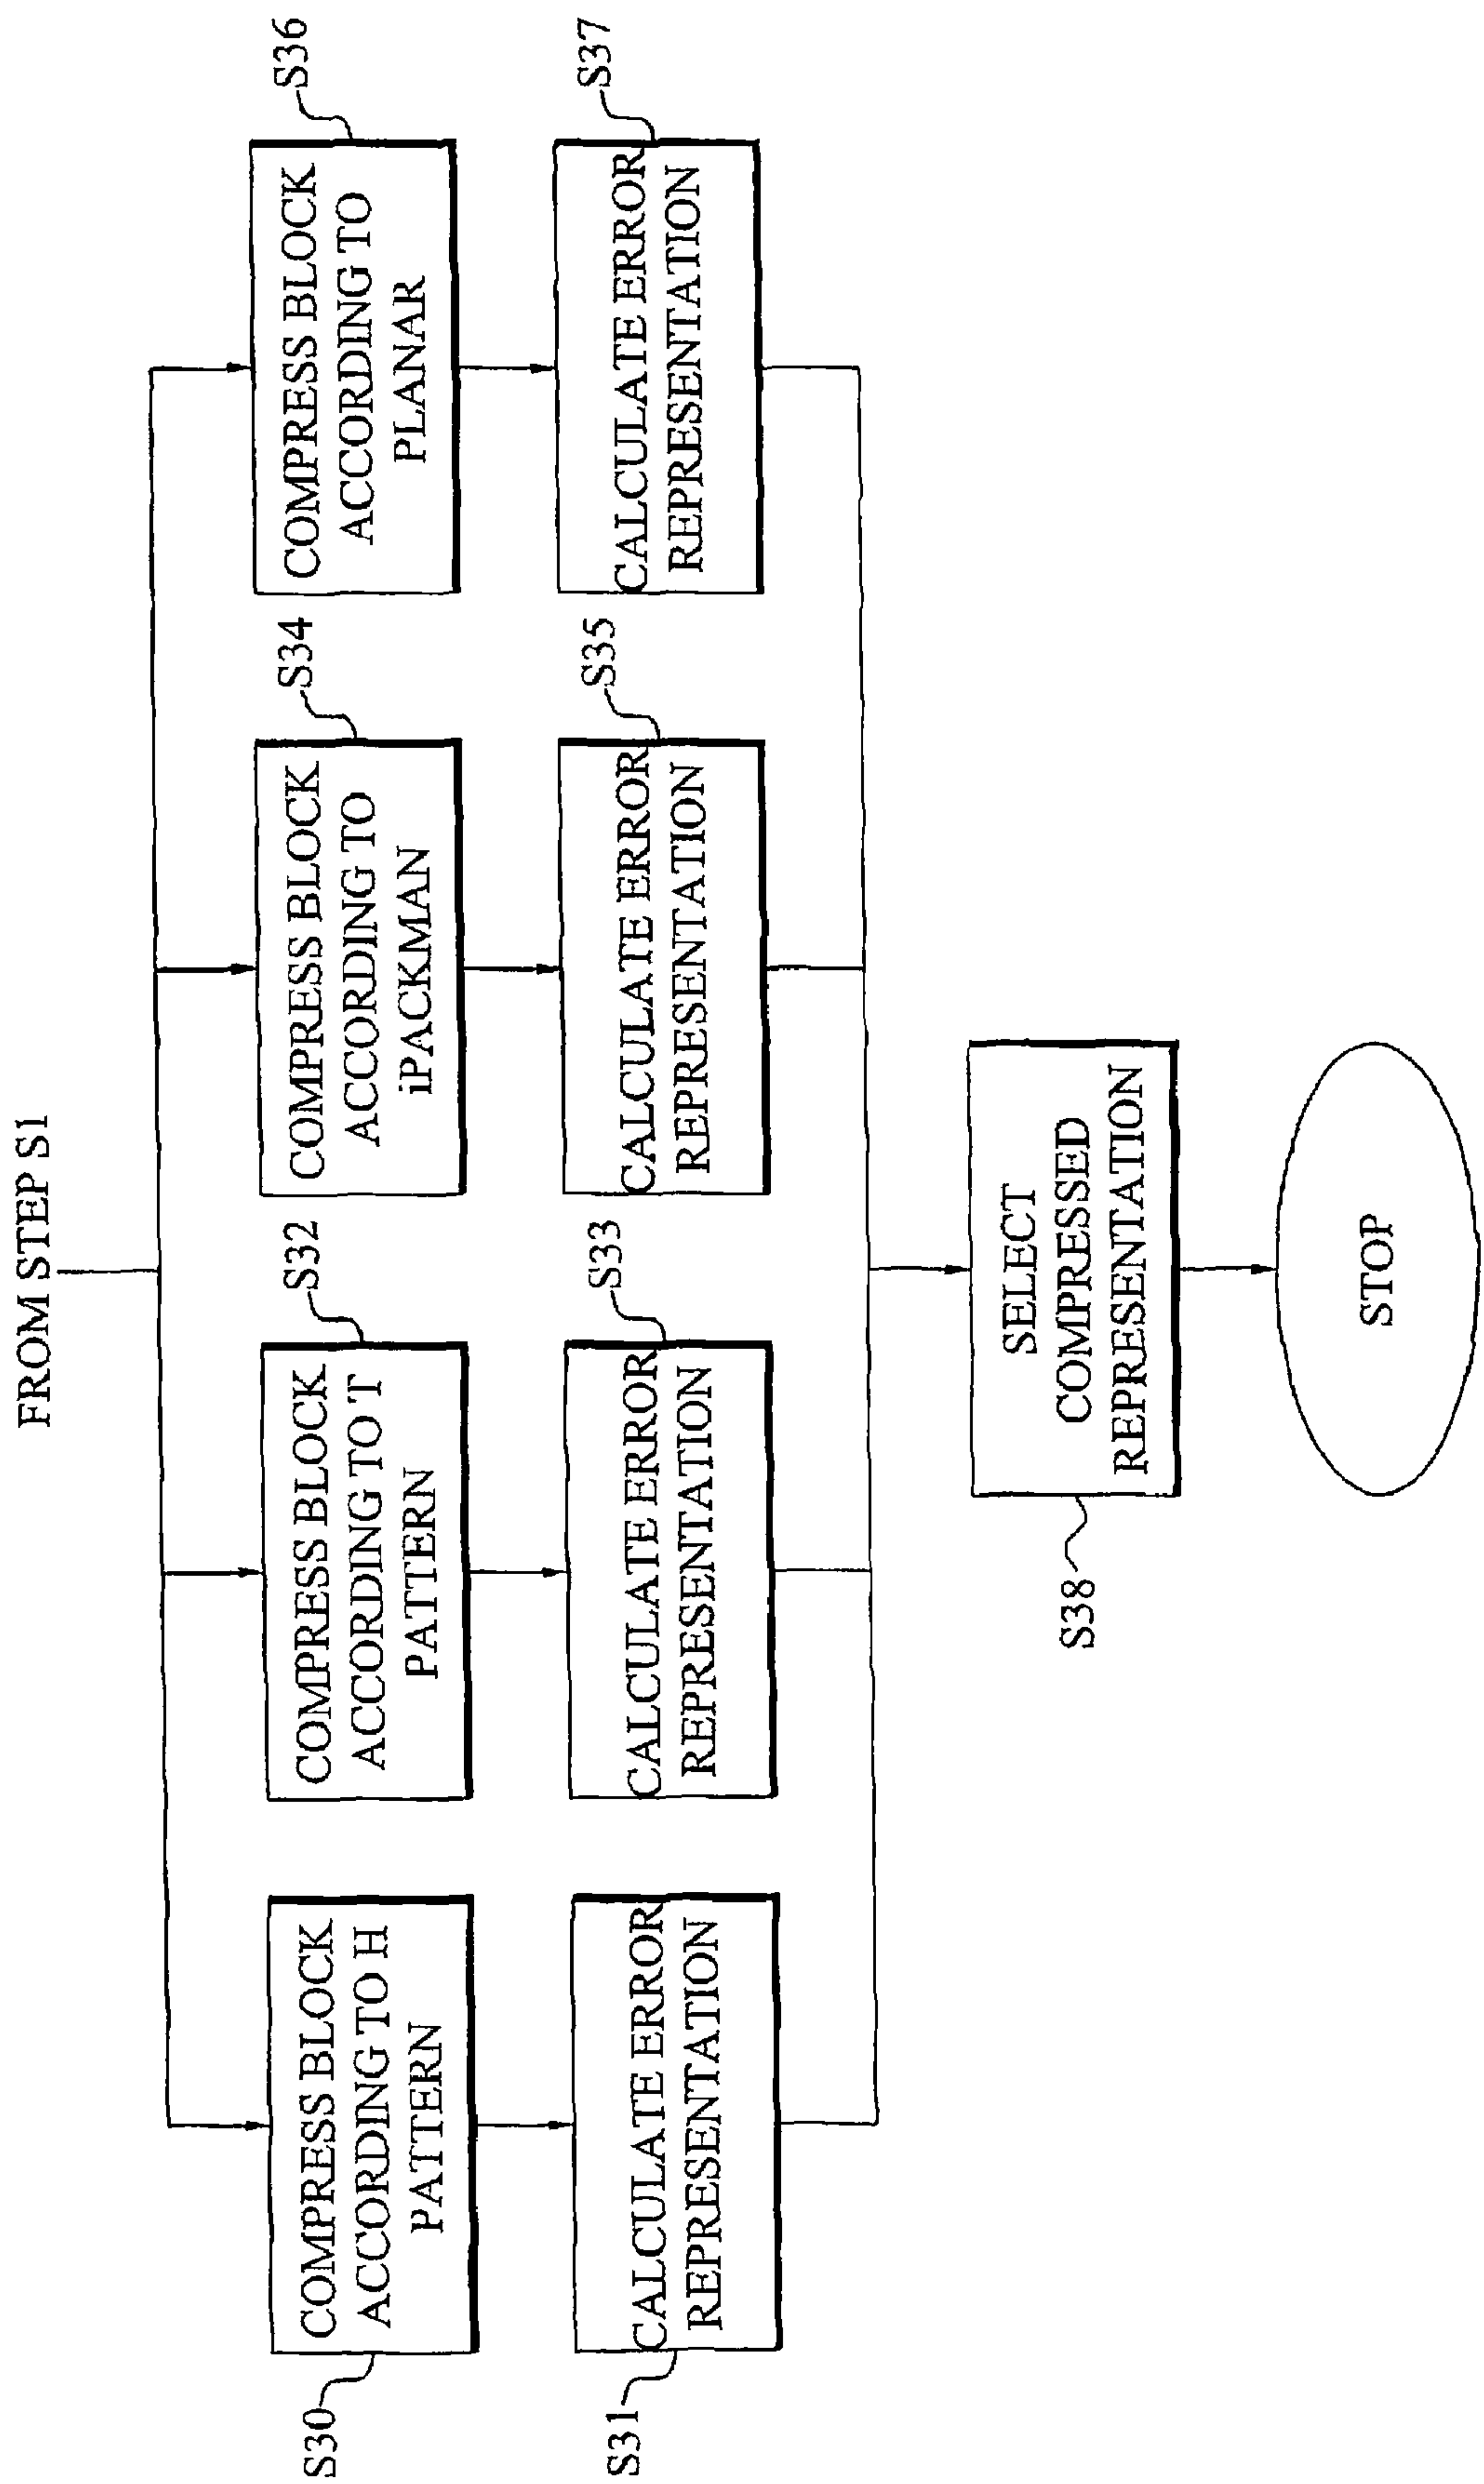 FROM STEP S1
S30
COMPRESS BLOCK
ACCORDING TO H
PATTERN
S32
COMPRESS BLOCK
ACCORDING TO T
PATTERN
S34
COMPRESS BLOCK
ACCORDING TO
iPACKMAN
S36
COMPRESS BLOCK
ACCORDING TO
PLANAR
S31
CALCULATE ERROR
REPRESENTATION
S33
CALCULATE ERROR
REPRESENTATION
S35
CALCULATE ERROR
REPRESENTATION
S37
CALCULATE ERROR
REPRESENTATION
S38
SELECT
COMPRESSED
REPRESENTATION
STOP